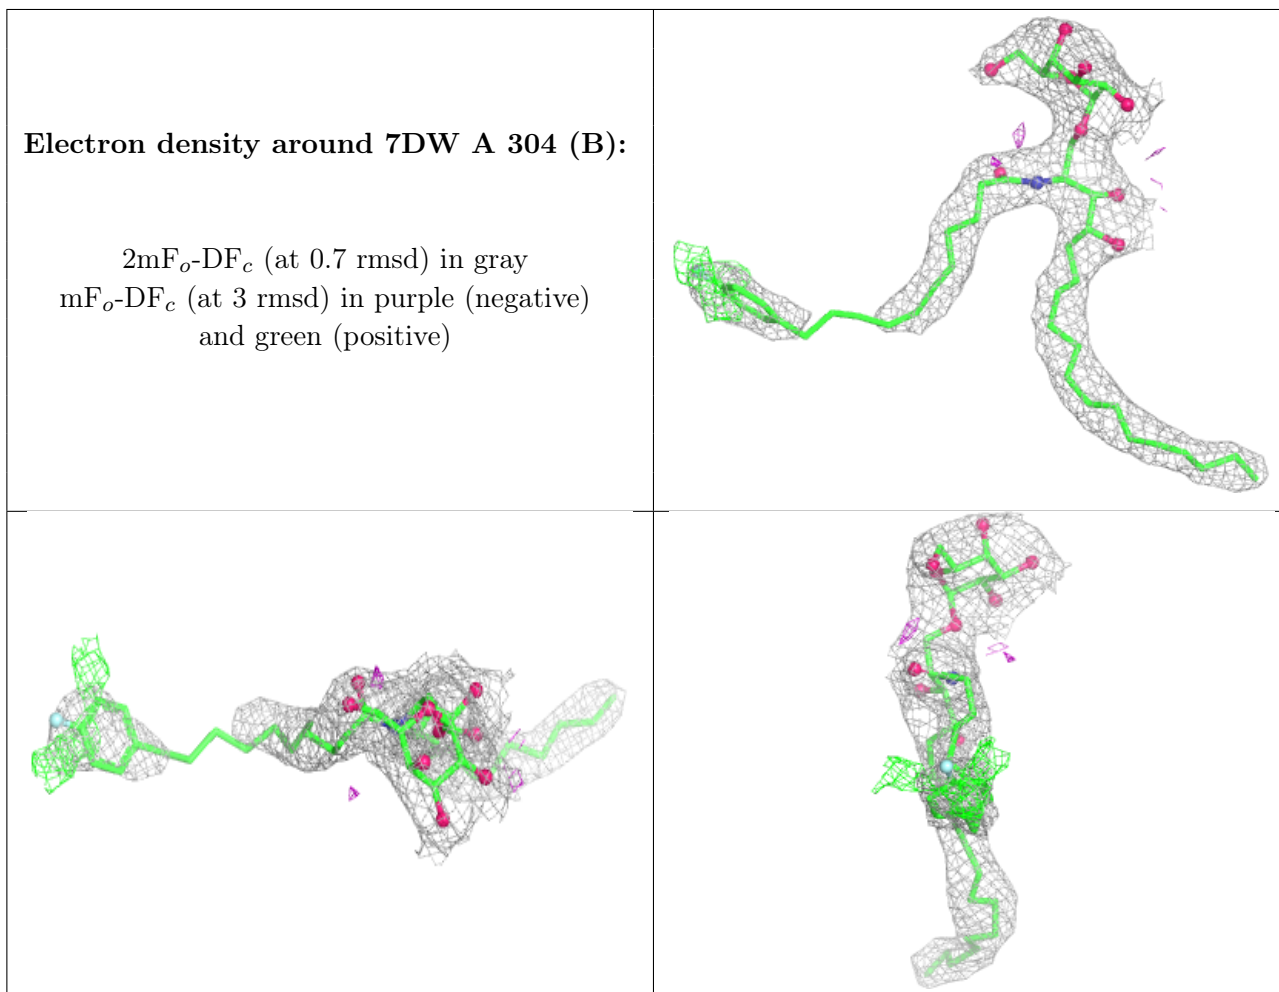 Electron density around 7DW A 304 (B):
2mFo-DFc (at 0.7 rmsd) in gray
mFo-DFc (at 3 rmsd) in purple (negative)
and green (positive)